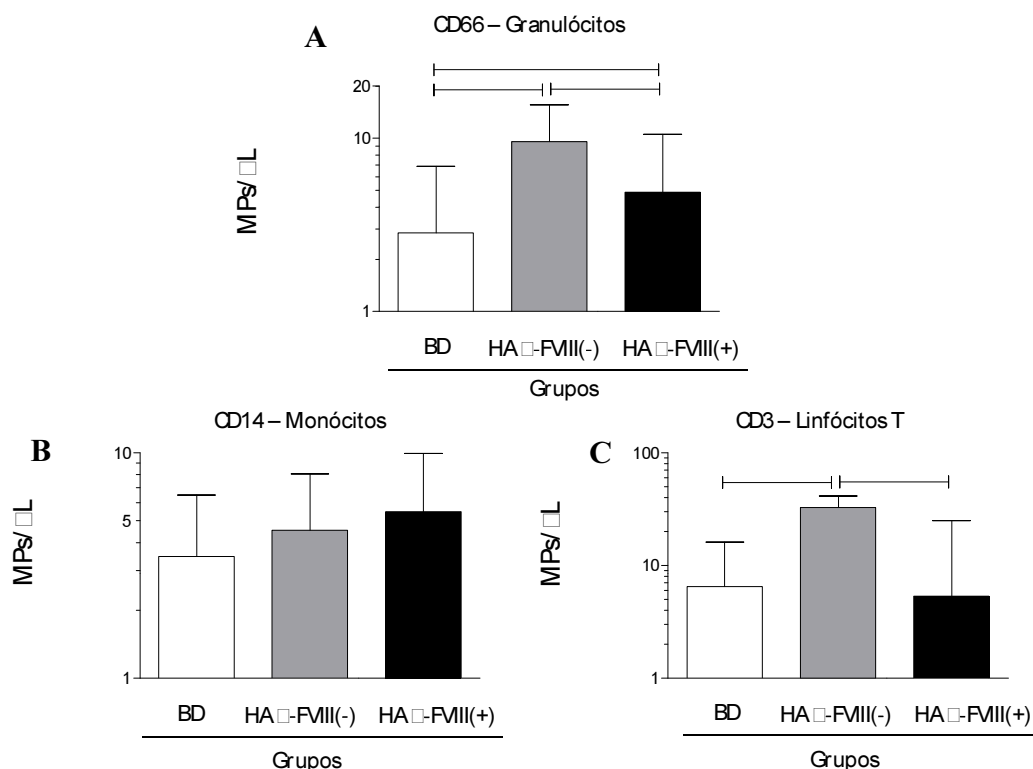 A
CD66 – Granulócitos
MPs/ □L
20
10
1
BD HA □-FVIII(-) HA □-FVIII(+)
Grupos
B
CD14 – Monócitos
MPs/ □L
10
5
1
BD HA □-FVIII(-) HA □-FVIII(+)
Grupos
C
CD3 – Linfócitos T
MPs/ □L
100
10
1
BD HA □-FVIII(-) HA □-FVIII(+)
Grupos